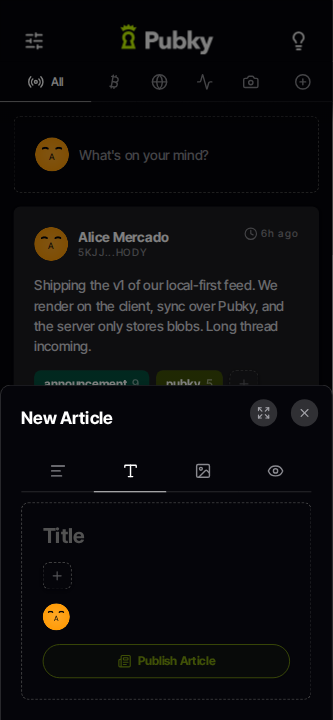 Pubky
All
What's on your mind?
Alice Mercado
6h ago
5KJJ...HODY
Shipping the v1 of our local-first feed. We
render on the client, sync over Pubky, and
the server only stores blobs. Long thread
incoming.
announcement 9 pubky 5 +
New Article
Title
Publish Article